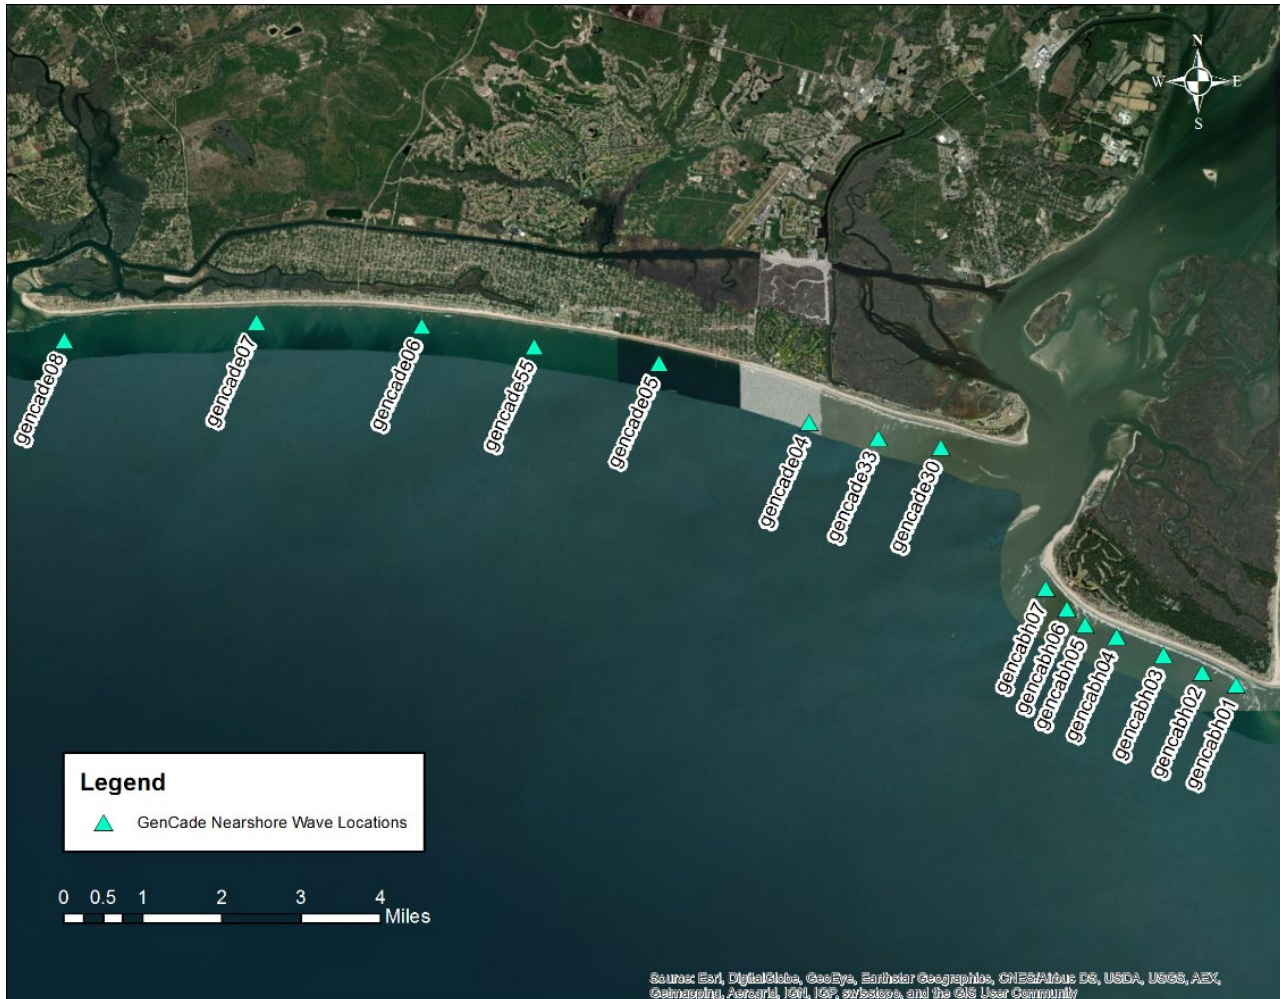 N
W E
S
gencade08
gencade07
gencade06
gencade55
gencade05
gencade04
gencade33
gencade30
gencabh07
gencabh06
gencabh05
gencabh04
gencabh03
gencabh02
gencabh01
Legend
GenCade Nearshore Wave Locations
0 0.5 1 2 3 4
Miles
Source: Esri, DigitalGlobe, GeoEye, Earthstar Geographics, CNES/Airbus DS, USDA, USGS, AEX,
Getmapping, Aerogrid, IGN, IGP, swisstopo, and the GIS User Community